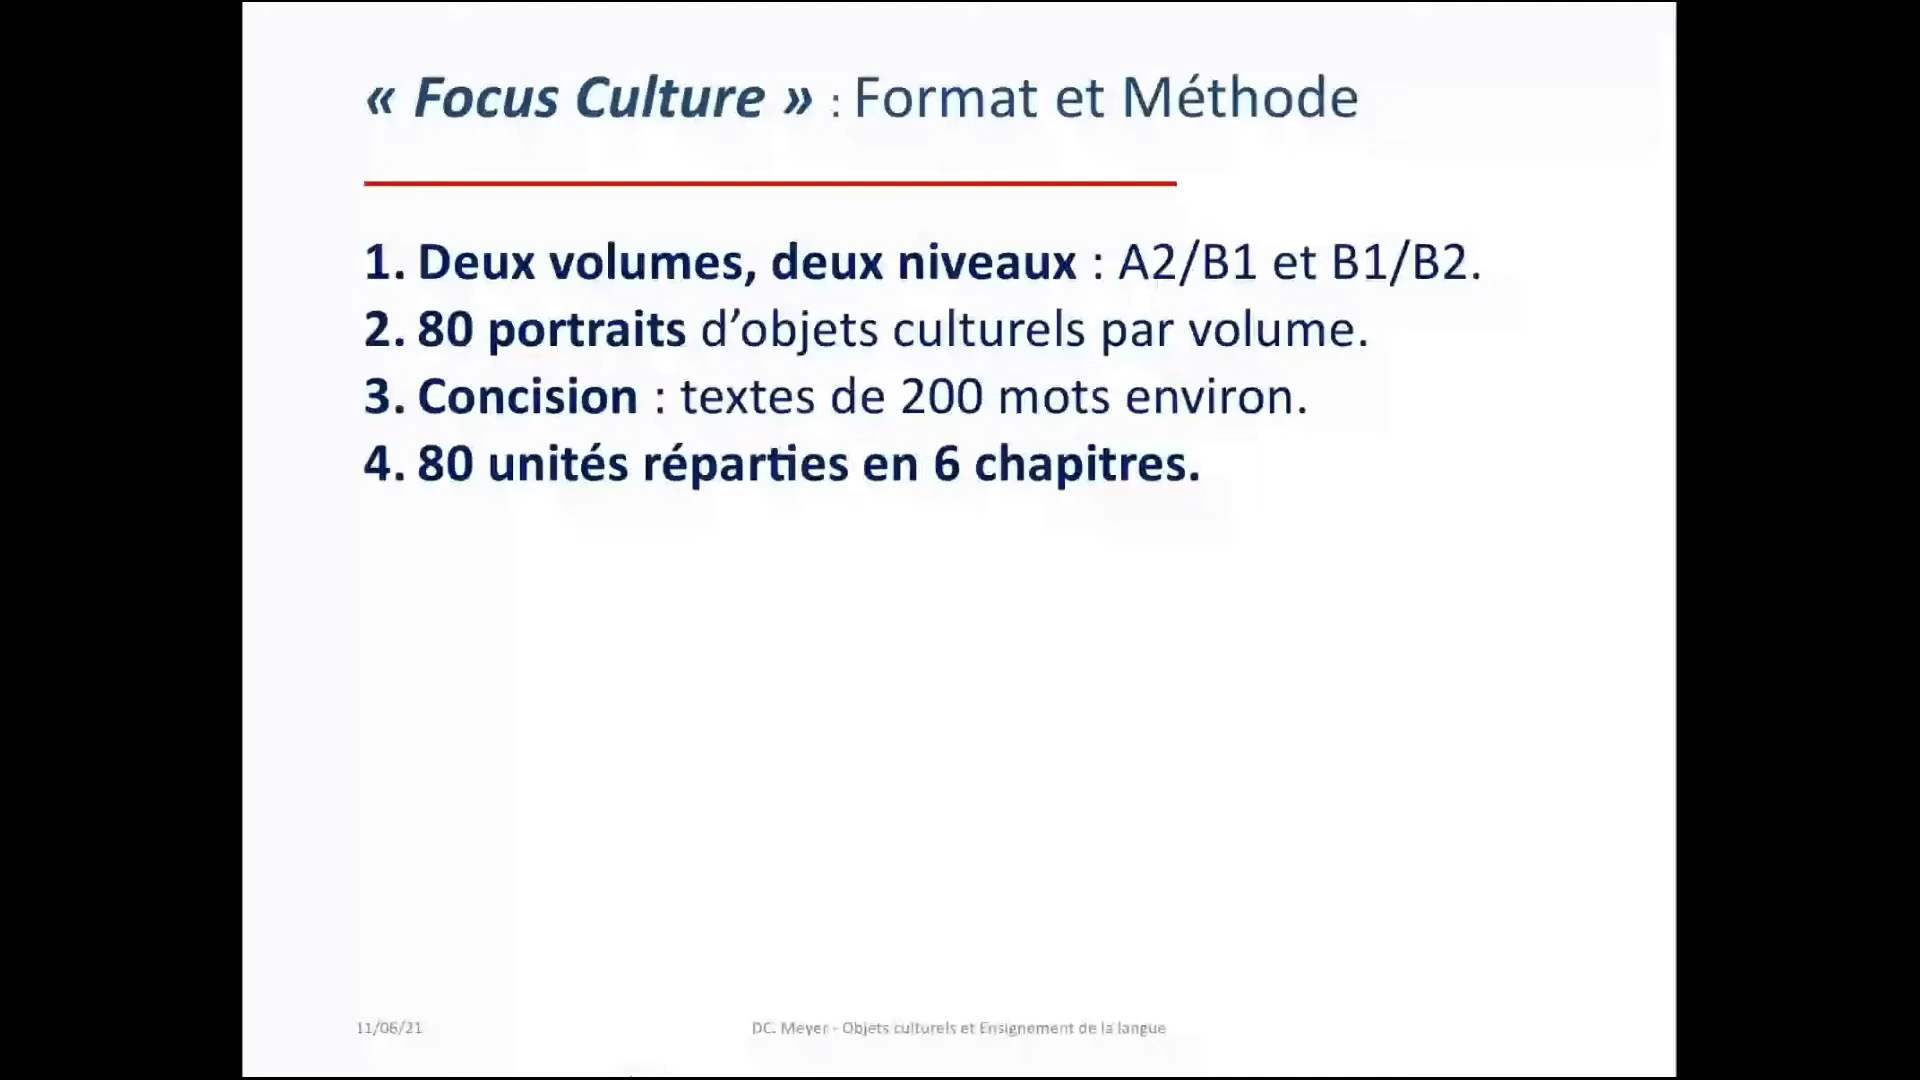 « Focus Culture » : Format et Méthode
1. Deux volumes, deux niveaux : A2/B1 et B1/B2.
2. 80 portraits d’objets culturels par volume.
3. Concision : textes de 200 mots environ.
4. 80 unités réparties en 6 chapitres.
11/06/21
DC. Meyer - Objets culturels et Ensignement de la langue